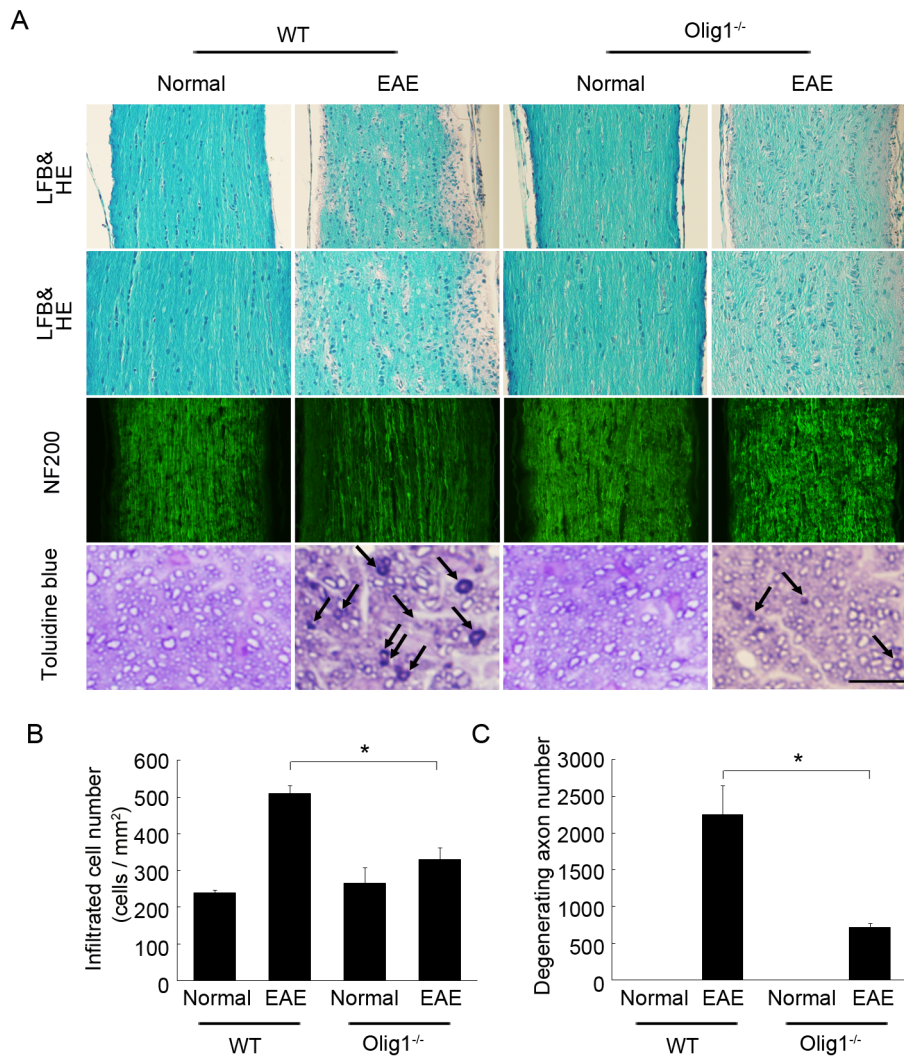 A
WT
Olig1-/-
Normal
EAE
Normal
EAE
LFB&
HE
LFB&
HE
NF200
Toluidine blue
B
Infiltrated cell number
(cells / mm²)
600
500
400
300
200
100
0
*
Normal
EAE
Normal
EAE
WT
Olig1-/-
C
Degenerating axon number
3000
2500
2000
1500
1000
500
0
*
Normal
EAE
Normal
EAE
WT
Olig1-/-